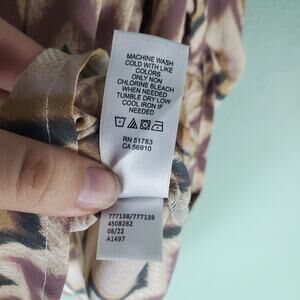 MACHINE WASH
COLD WITH LIKE
COLORS
ONLY NON
CHLORINE BLEACH
WHEN NEEDED
TUMBLE DRY LOW
COOL IRON IF
NEEDED
RN 51783
CA 56910
777138/777139
4508262
08/22
A1497